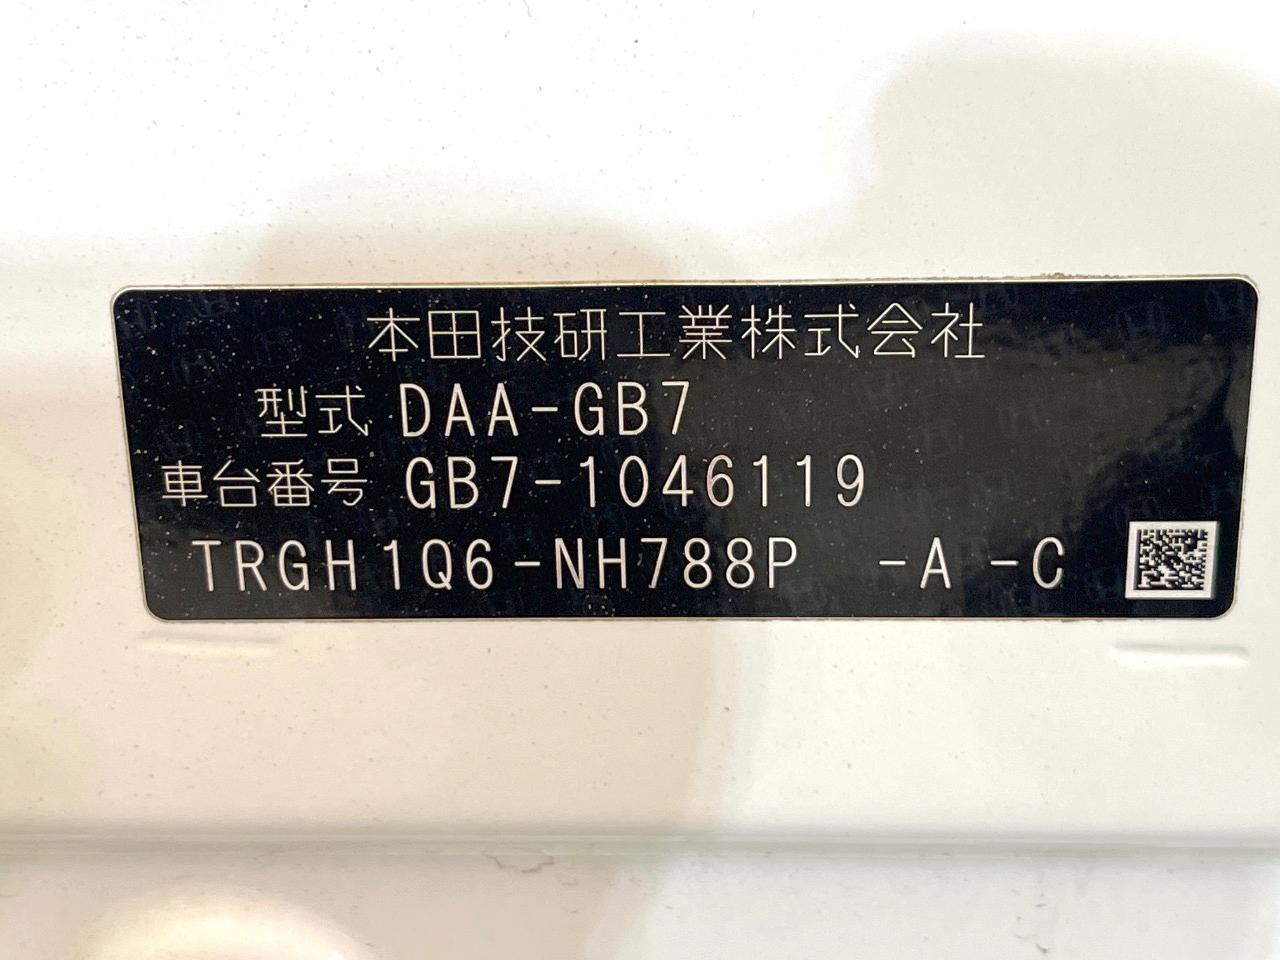 本田技研工業株式会社
型式 DAA-GB7
車台番号 GB7-1046119
TRGH1Q6-NH788P -A -C